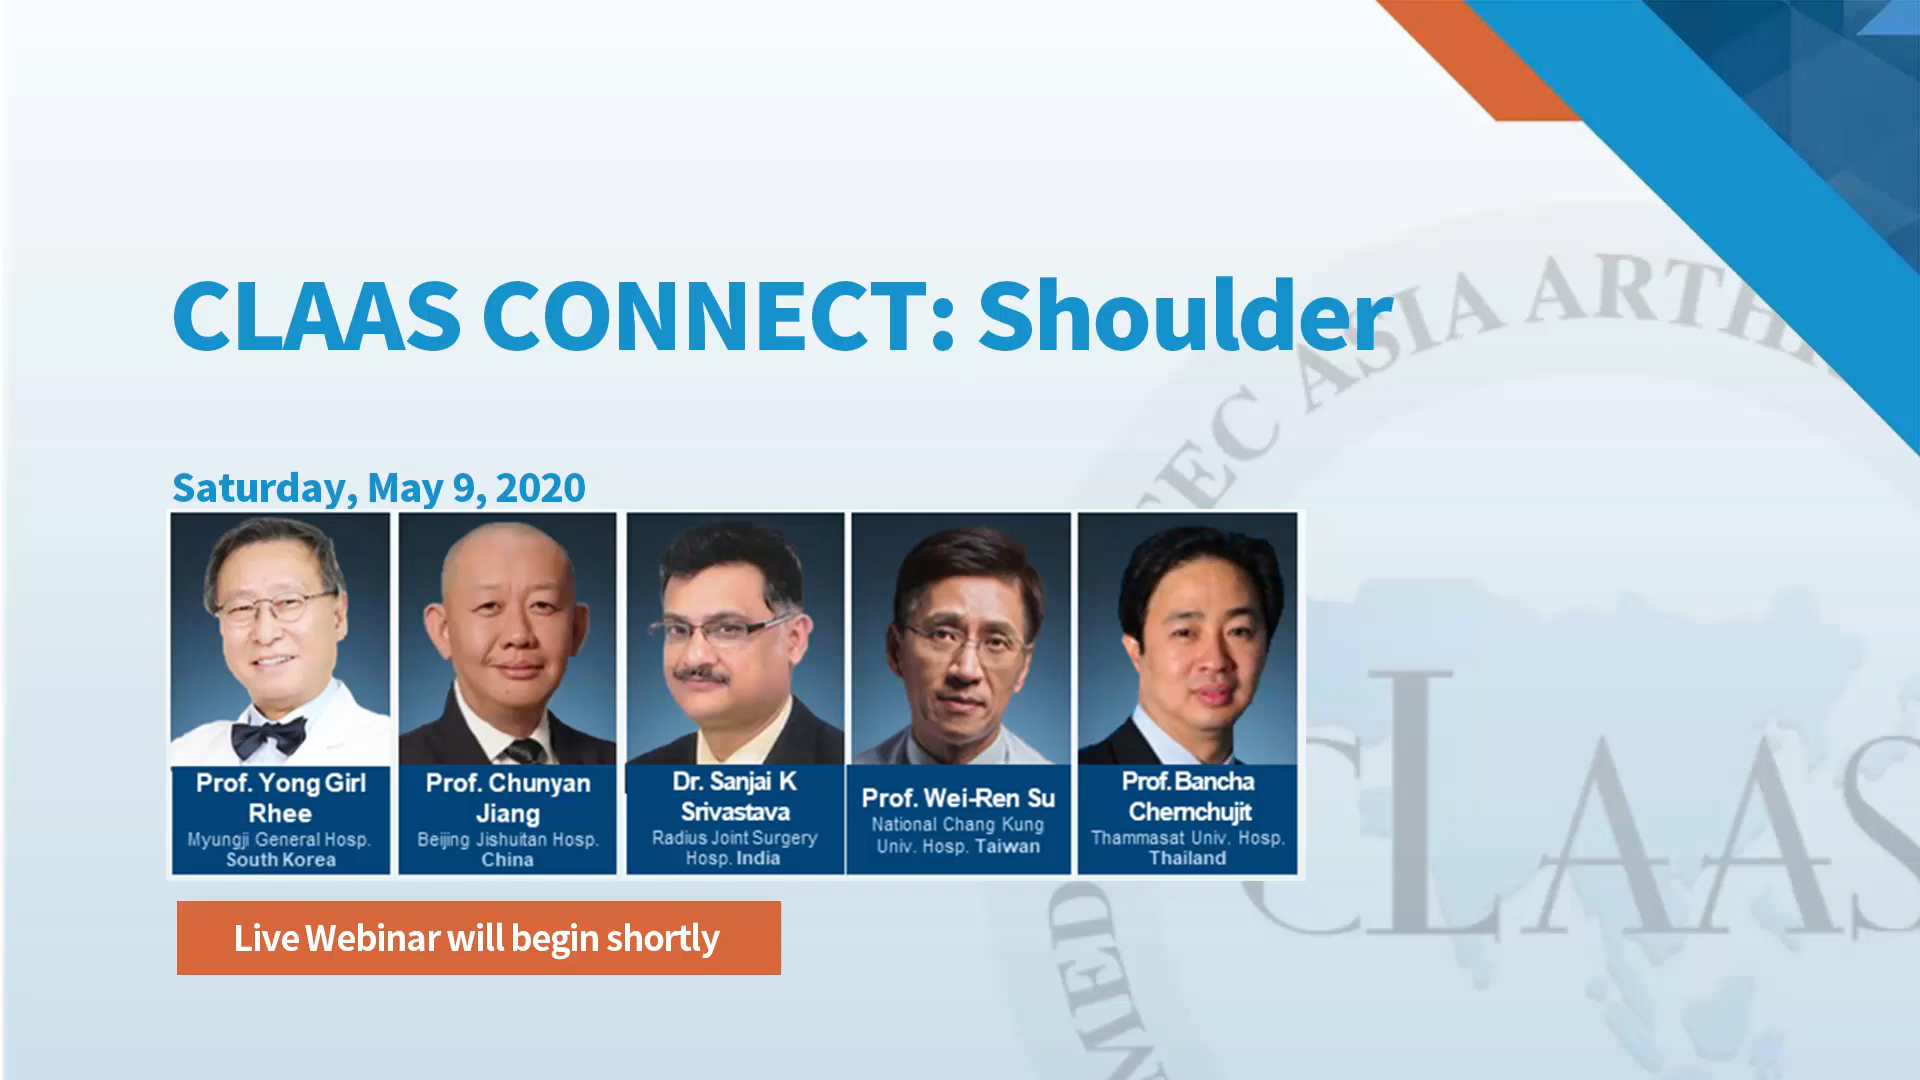 CLAAS CONNECT: Shoulder
Saturday, May 9, 2020
Prof. Yong Girl
Rhee
Myungji General Hosp.
South Korea
Prof. Chunyan
Jiang
Beijing Jishuitan Hosp.
China
Dr. Sanjai K
Srivastava
Radius Joint Surgery
Hosp. India
Prof. Wei-Ren Su
National Chang Kung
Univ. Hosp. Taiwan
Prof. Bancha
Chernchujit
Thammasat Univ. Hosp.
Thailand
Live Webinar will begin shortly
ASIA
CLAAS